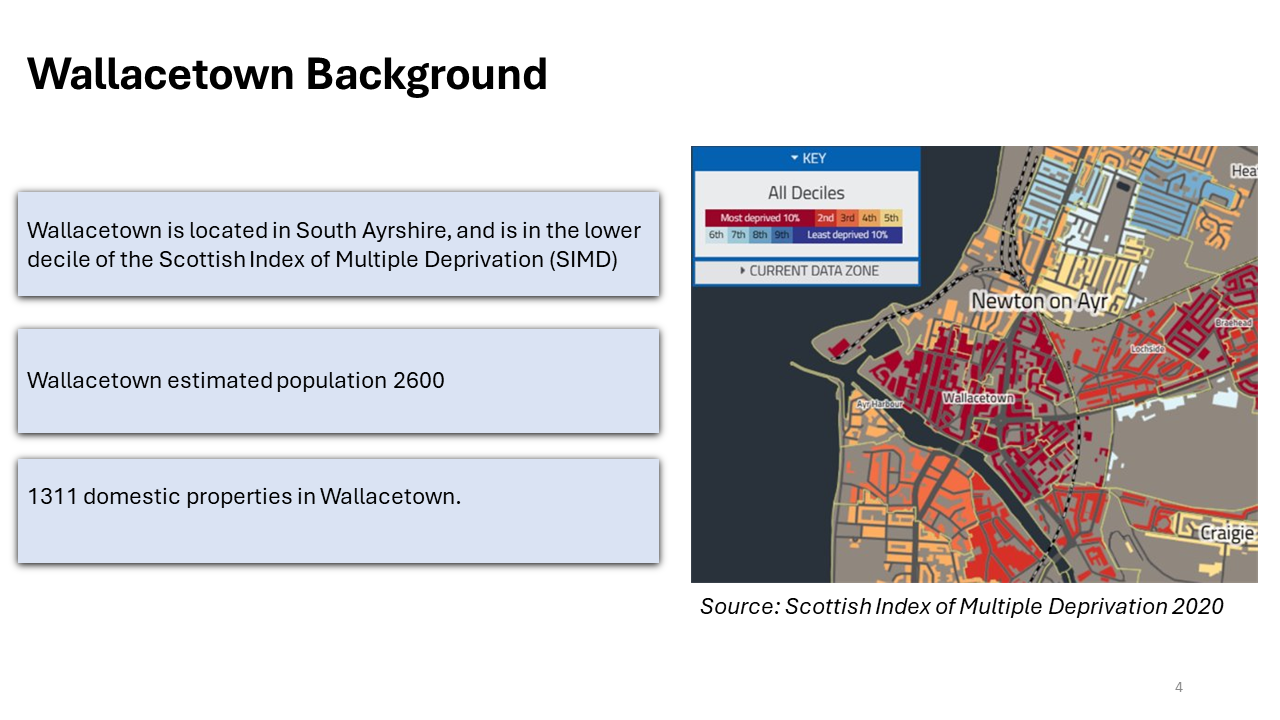 Wallacetown Background
Wallacetown is located in South Ayrshire, and is in the lower
decile of the Scottish Index of Multiple Deprivation (SIMD)
Wallacetown estimated population 2600
1311 domestic properties in Wallacetown.
KEY
All Deciles
Most deprived 10% 2nd 3rd 4th 5th
6th 7th 8th 9th Least deprived 10%
CURRENT DATA ZONE
Hea
Newton on Ayr
Braehead
Lochside
Wallacetown
Ayr Harbour
Craigie
Source: Scottish Index of Multiple Deprivation 2020
4